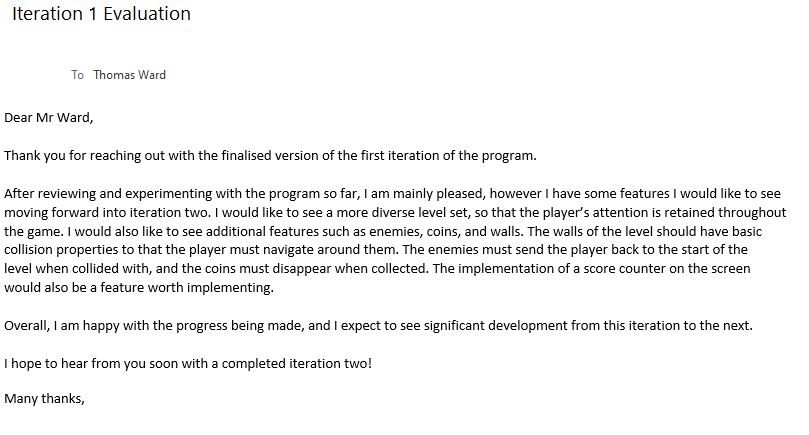 Iteration 1 Evaluation
To Thomas Ward
Dear Mr Ward,
Thank you for reaching out with the finalised version of the first iteration of the program.
After reviewing and experimenting with the program so far, I am mainly pleased, however I have some features I would like to see
moving forward into iteration two. I would like to see a more diverse level set, so that the player's attention is retained throughout
the game. I would also like to see additional features such as enemies, coins, and walls. The walls of the level should have basic
collision properties to that the player must navigate around them. The enemies must send the player back to the start of the
level when collided with, and the coins must disappear when collected. The implementation of a score counter on the screen
would also be a feature worth implementing.
Overall, I am happy with the progress being made, and I expect to see significant development from this iteration to the next.
I hope to hear from you soon with a completed iteration two!
Many thanks,